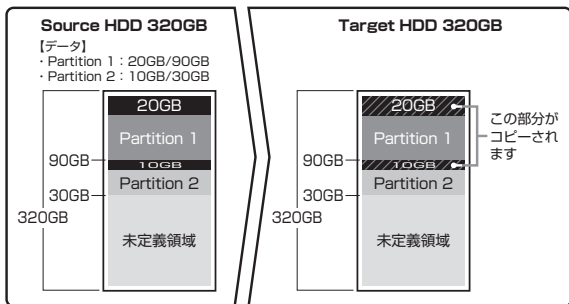 Source HDD 320GB
【データ】
・Partition 1：20GB/90GB
・Partition 2：10GB/30GB
20GB
Partition 1
90GB
10GB
Partition 2
30GB
320GB
未定義領域
Target HDD 320GB
20GB
Partition 1
90GB
10GB
Partition 2
30GB
320GB
未定義領域
この部分が
コピーされ
ます